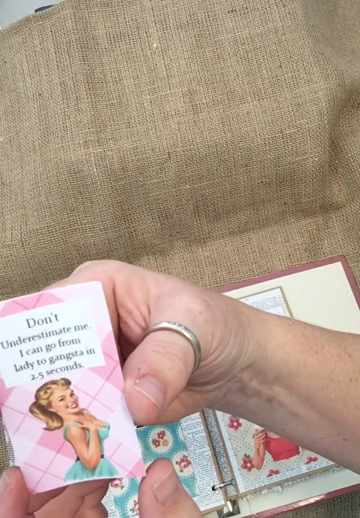 Don't
Underestimate me.
I can go from
lady to gangsta in
2.5 seconds.